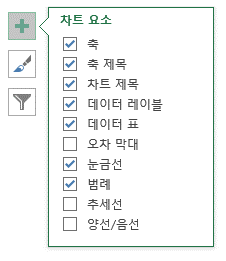 차트 요소
축
축 제목
차트 제목
데이터 레이블
데이터 표
오차 막대
눈금선
범례
추세선
양선/음선